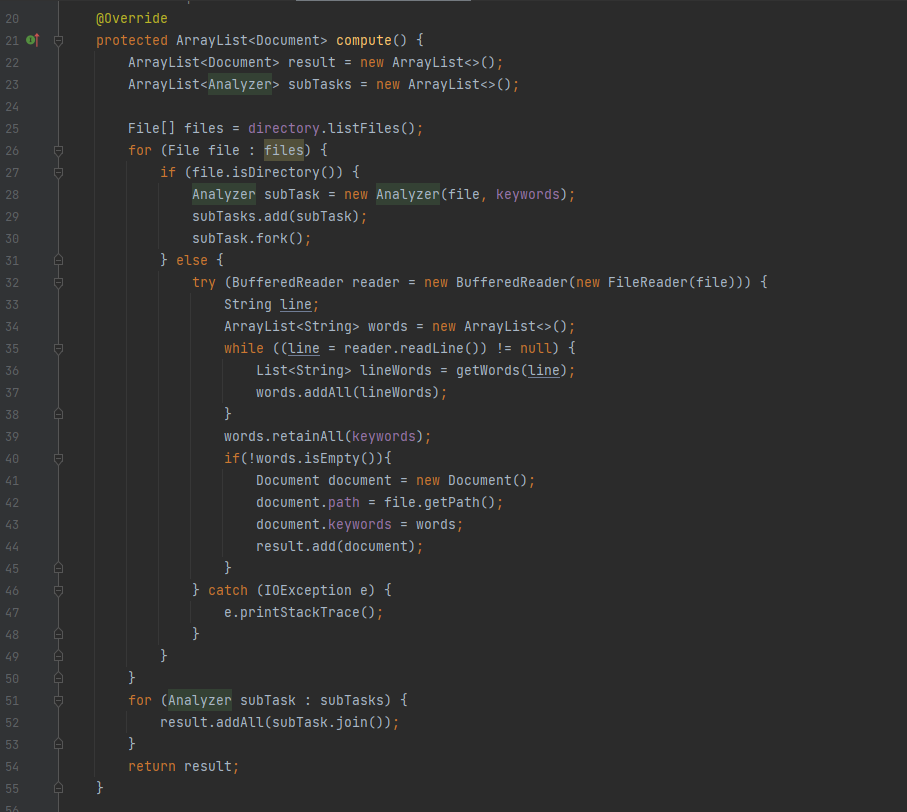 20 @Override
21 protected ArrayList<Document> compute() {
22 ArrayList<Document> result = new ArrayList<>();
23 ArrayList<Analyzer> subTasks = new ArrayList<>();
24
25 File[] files = directory.listFiles();
26 for (File file : files) {
27 if (file.isDirectory()) {
28 Analyzer subTask = new Analyzer(file, keywords);
29 subTasks.add(subTask);
30 subTask.fork();
31 } else {
32 try (BufferedReader reader = new BufferedReader(new FileReader(file))) {
33 String line;
34 ArrayList<String> words = new ArrayList<>();
35 while ((line = reader.readLine()) != null) {
36 List<String> lineWords = getWords(line);
37 words.addAll(lineWords);
38 }
39 words.retainAll(keywords);
40 if(!words.isEmpty()){
41 Document document = new Document();
42 document.path = file.getPath();
43 document.keywords = words;
44 result.add(document);
45 }
46 } catch (IOException e) {
47 e.printStackTrace();
48 }
49 }
50 }
51 for (Analyzer subTask : subTasks) {
52 result.addAll(subTask.join());
53 }
54 return result;
55 }
56